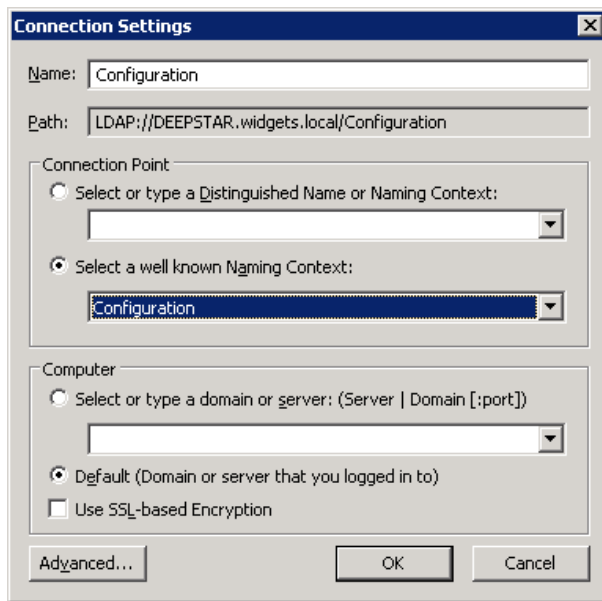 Connection Settings
Name: Configuration
Path: LDAP://DEEPSTAR.widgets.local/Configuration
Connection Point
Select or type a Distinguished Name or Naming Context:
Select a well known Naming Context:
Configuration
Computer
Select or type a domain or server: (Server | Domain [:port])
Default (Domain or server that you logged in to)
Use SSL-based Encryption
Advanced... OK Cancel